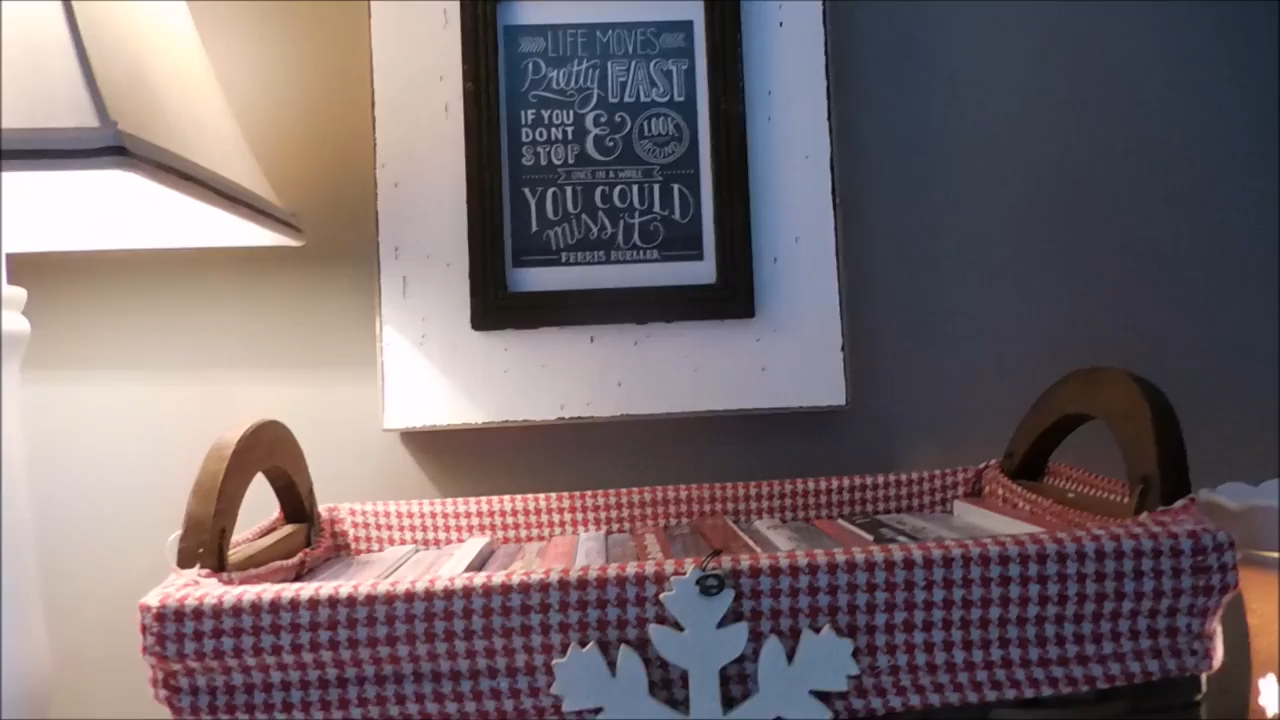 LIFE MOVES
Pretty FAST
IF YOU
DONT
STOP
&
LOOK
AROUND
ONCE IN A WHILE
YOU COULD
miss it
FERRIS BUELLER